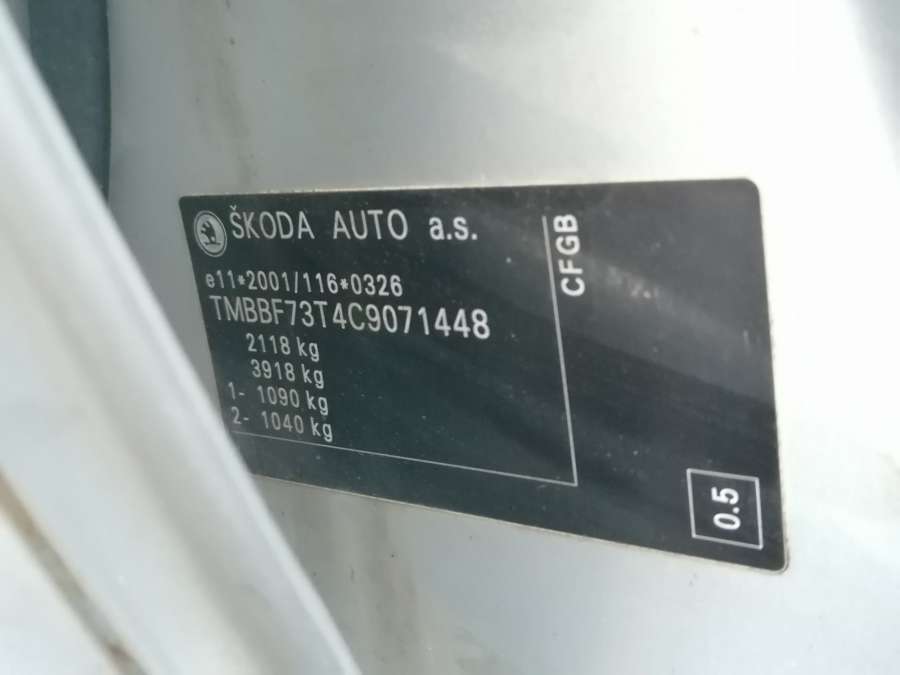 ŠKODA AUTO a.s.
e11*2001/116*0326
TMBBF73T4C9071448
2118 kg
3918 kg
1- 1090 kg
2- 1040 kg
CFGB
0.5